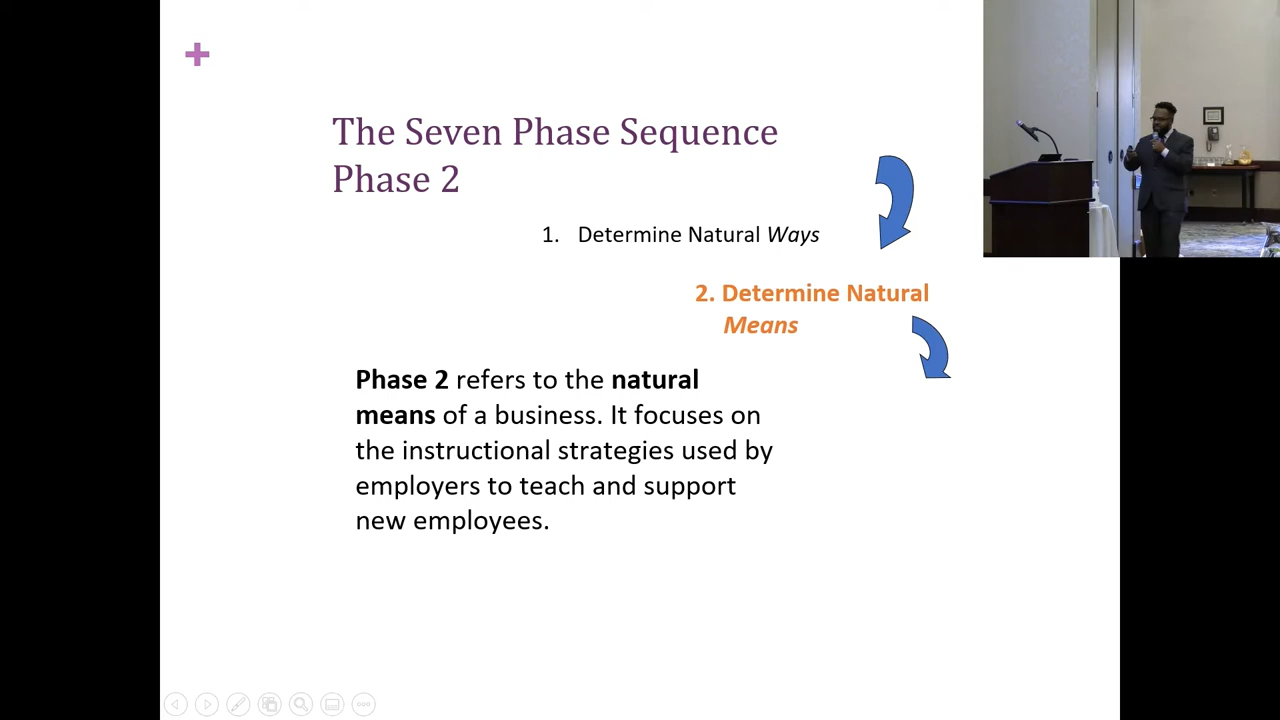 The Seven Phase Sequence
Phase 2
1. Determine Natural Ways
2. Determine Natural
Means
Phase 2 refers to the natural
means of a business. It focuses on
the instructional strategies used by
employers to teach and support
new employees.